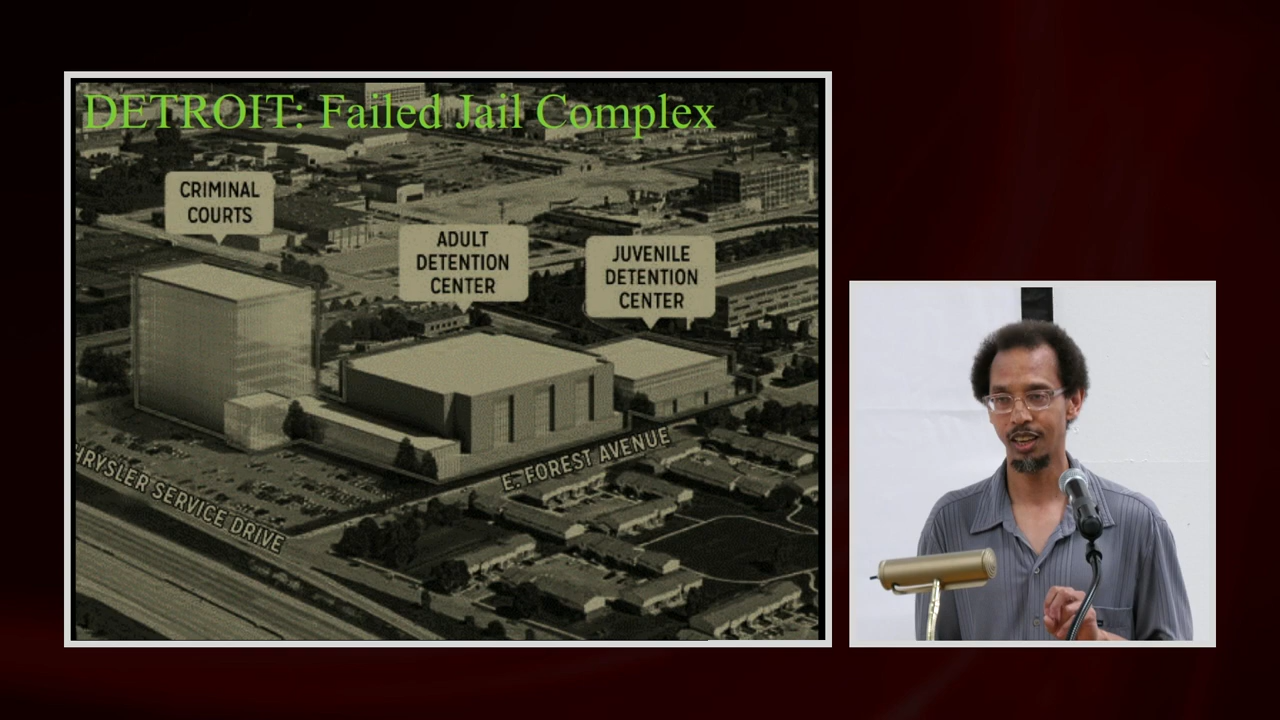 DETROIT: Failed Jail Complex
CRIMINAL
COURTS
ADULT
DETENTION
CENTER
JUVENILE
DETENTION
CENTER
E. FOREST AVENUE
HRYSLER SERVICE DRIVE